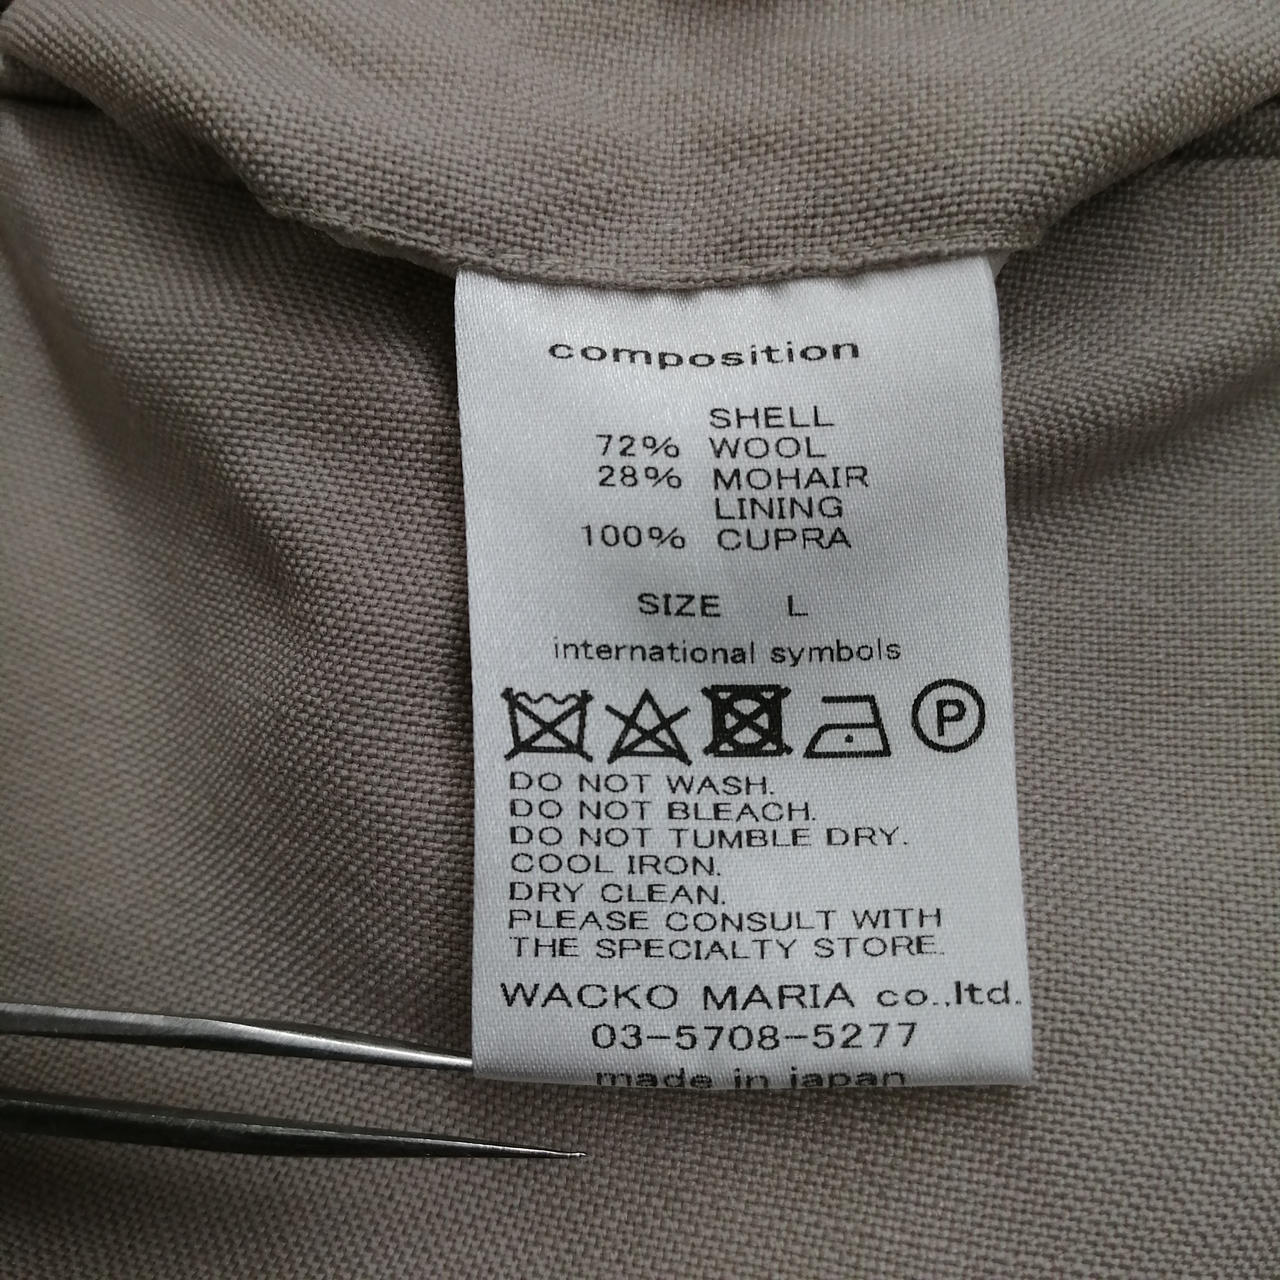 composition
SHELL
72% WOOL
28% MOHAIR
LINING
100% CUPRA
SIZE L
international symbols
P
DO NOT WASH.
DO NOT BLEACH.
DO NOT TUMBLE DRY.
COOL IRON.
DRY CLEAN.
PLEASE CONSULT WITH
THE SPECIALTY STORE.
WACKO MARIA co.,ltd.
03-5708-5277
made in japan